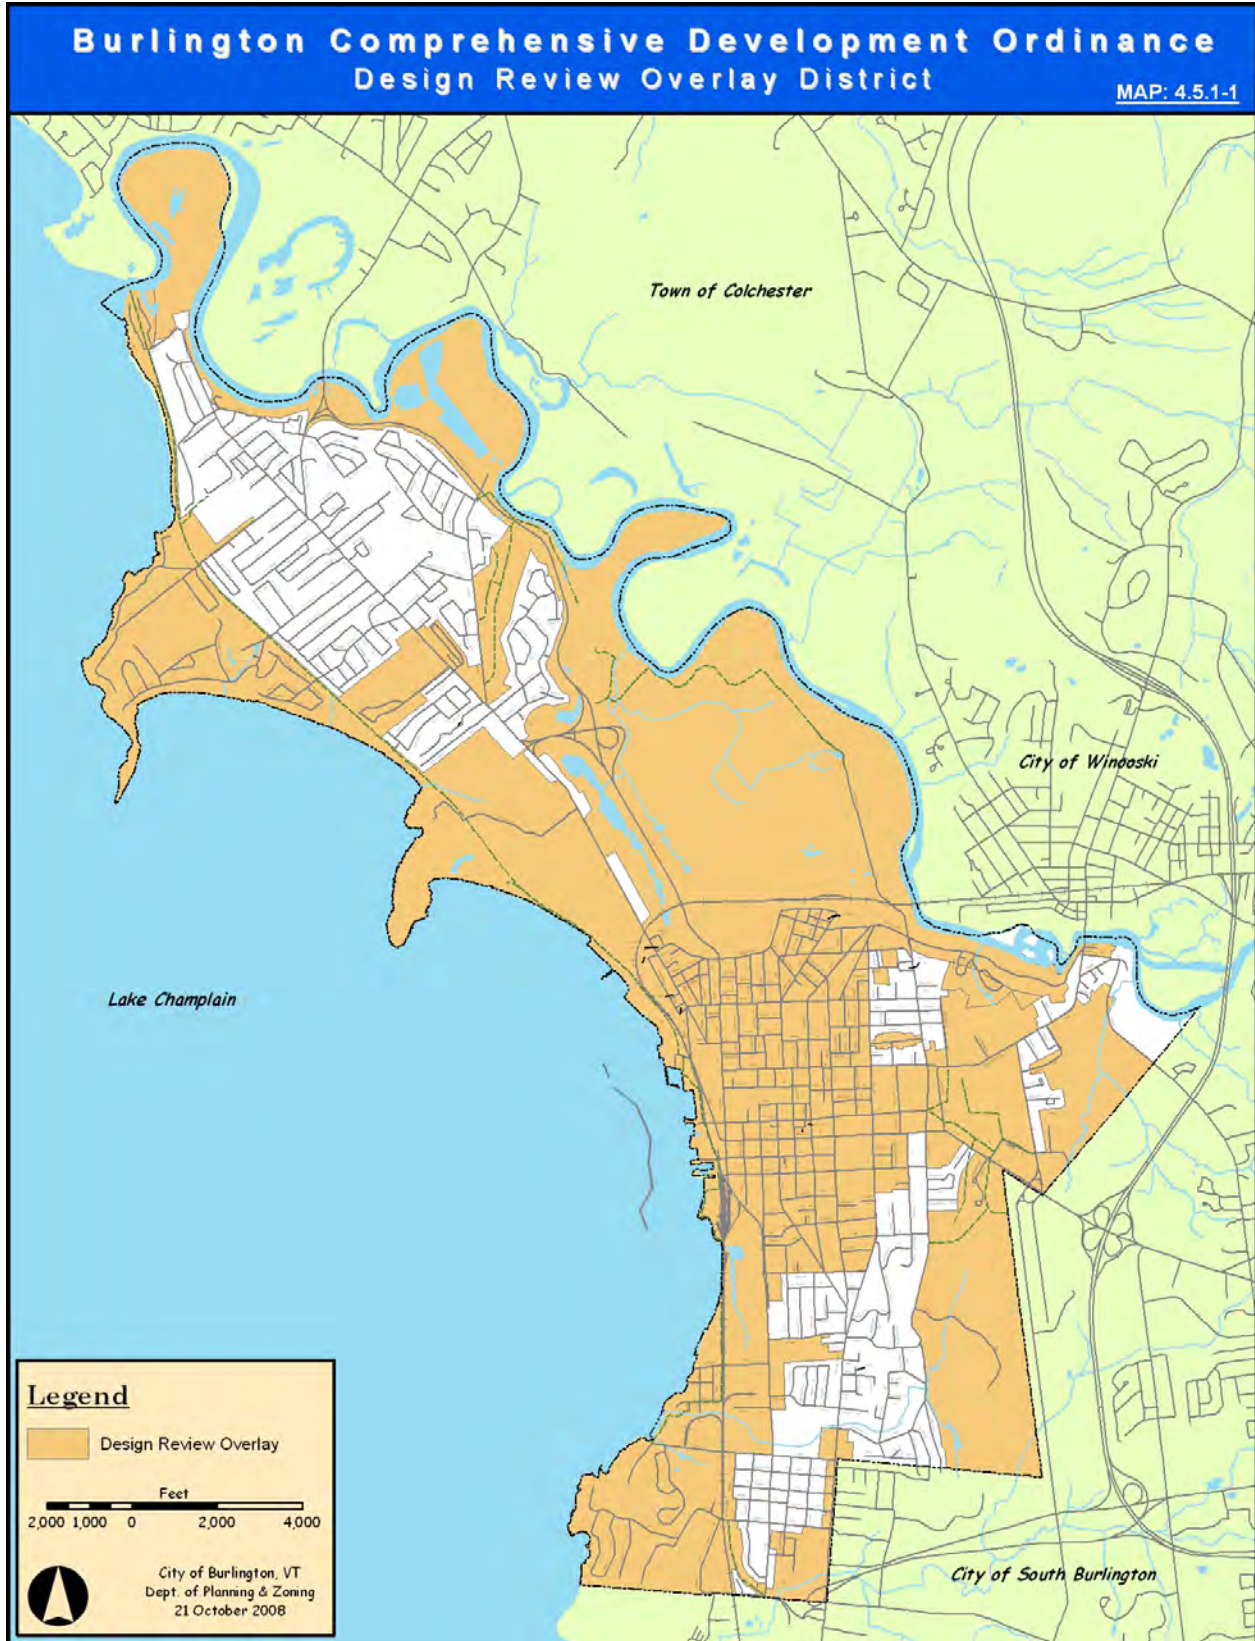 Burlington Comprehensive Development Ordinance
Design Review Overlay District
MAP: 4.5.1-1
Town of Colchester
City of Winooski
Lake Champlain
Legend
Design Review Overlay
Feet
2,000 1,000 0 2,000 4,000
City of Burlington, VT
Dept. of Planning & Zoning
21 October 2008
City of South Burlington